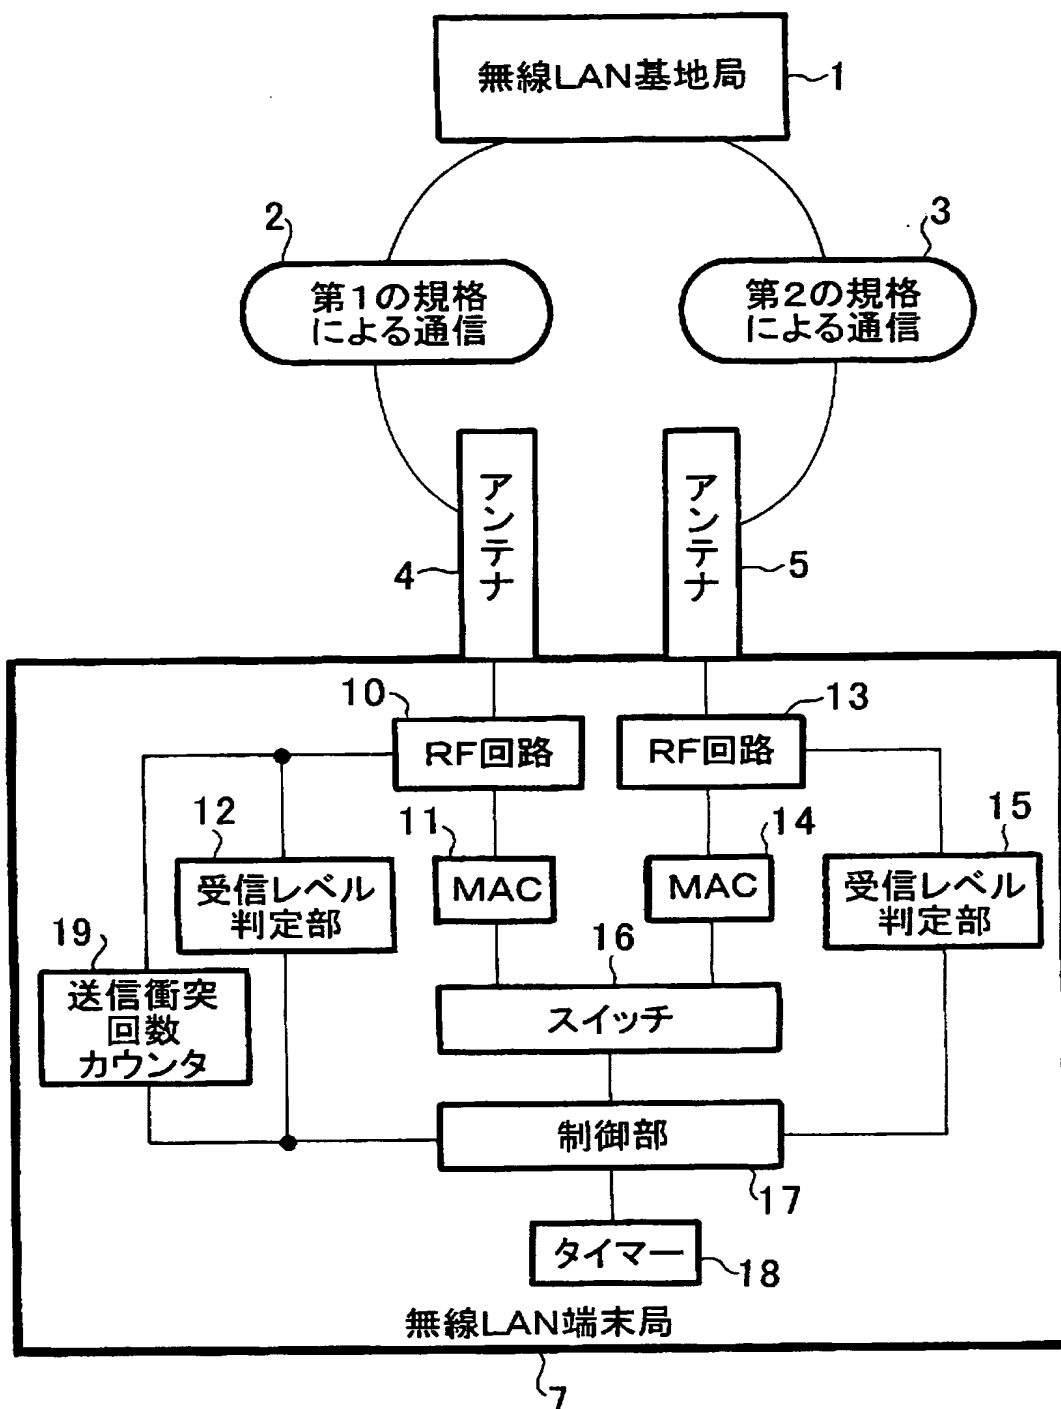 無線LAN基地局
1
2
3
第1の規格
による通信
第2の規格
による通信
アンテナ
アンテナ
4
5
10
13
RF回路
RF回路
12
11
14
15
受信レベル
判定部
MAC
MAC
受信レベル
判定部
19
16
送信衝突
回数
カウンタ
スイッチ
制御部
17
タイマー
18
無線LAN端末局
7